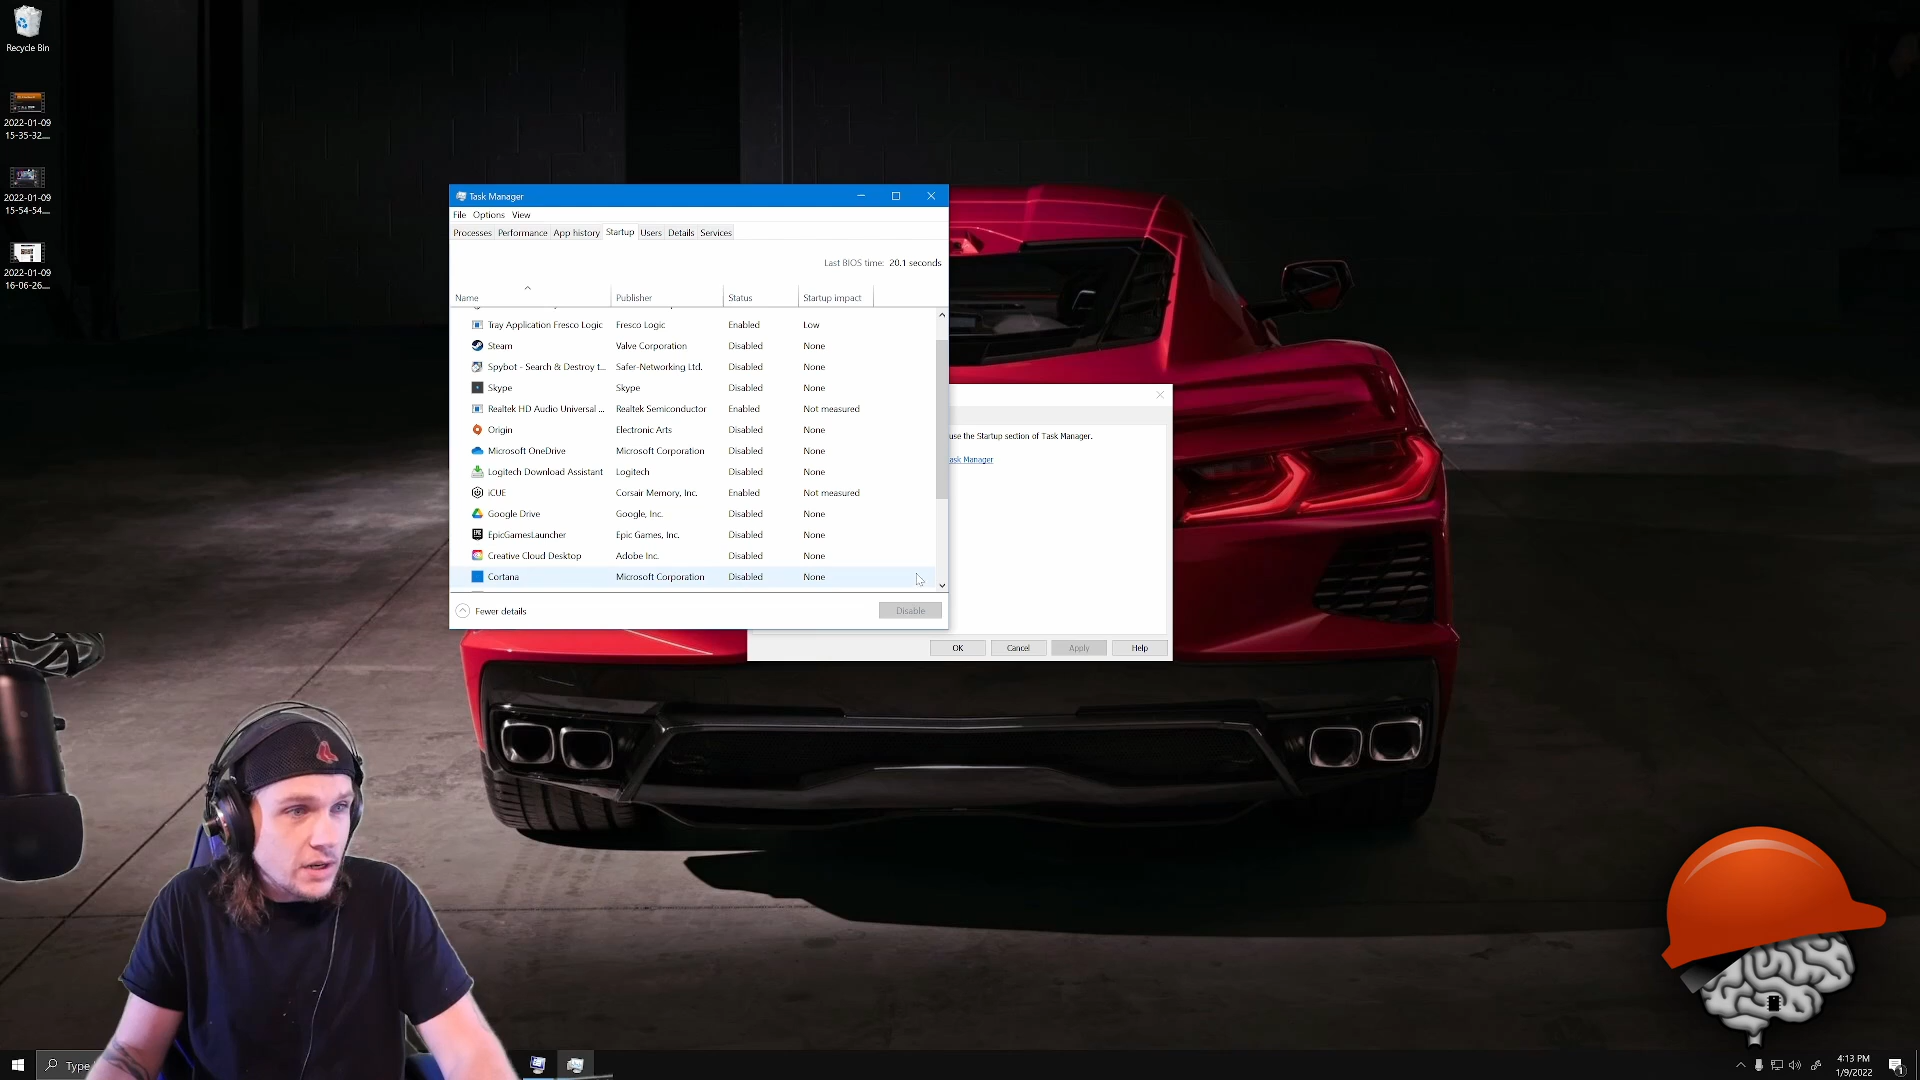 Recycle Bin
2022-01-09
15-35-32....
2022-01-09
15-54-54....
2022-01-09
16-06-26....
Task Manager
File Options View
Processes Performance App history Startup Users Details Services
Last BIOS time: 20.1 seconds
Name Publisher Status Startup impact
Tray Application Fresco Logic Fresco Logic Enabled Low
Steam Valve Corporation Disabled None
Spybot - Search & Destroy t... Safer-Networking Ltd. Disabled None
Skype Skype Disabled None
Realtek HD Audio Universal ... Realtek Semiconductor Enabled Not measured
Origin Electronic Arts Disabled None
Microsoft OneDrive Microsoft Corporation Disabled None
Logitech Download Assistant Logitech Disabled None
iCUE Corsair Memory, Inc. Enabled Not measured
Google Drive Google, Inc. Disabled None
EpicGamesLauncher Epic Games, Inc. Disabled None
Creative Cloud Desktop Adobe Inc. Disabled None
Cortana Microsoft Corporation Disabled None
Fewer details Disable
use the Startup section of Task Manager.
ask Manager
OK Cancel Apply Help
Type
4:13 PM
1/9/2022
1